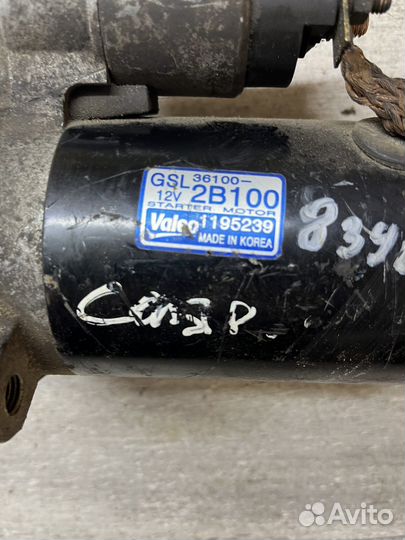 GSL 36100-
12V 2B100
STARTER MOTOR
Valeo 1195239
MADE IN KOREA
Avito